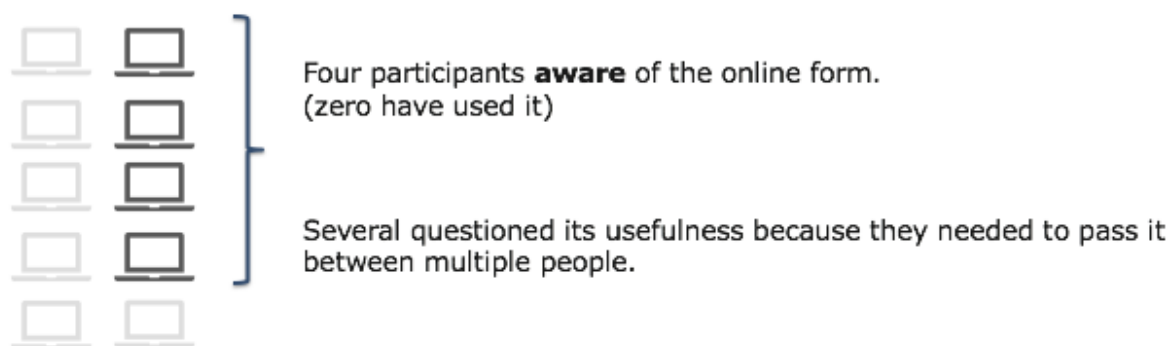 Four participants aware of the online form.
(zero have used it)
Several questioned its usefulness because they needed to pass it
between multiple people.